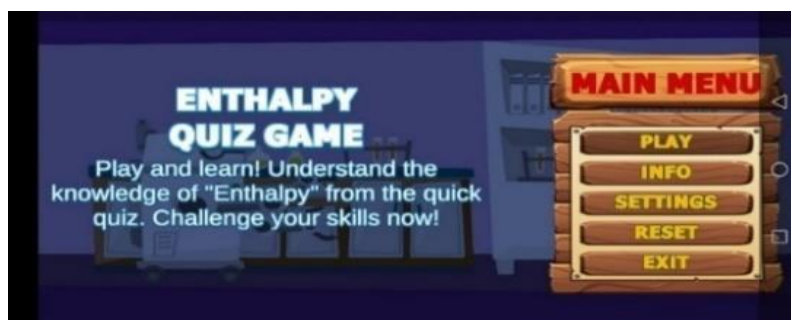 ENTHALPY
QUIZ GAME
Play and learn! Understand the
knowledge of "Enthalpy" from the quick
quiz. Challenge your skills now!
MAIN MENU
PLAY
INFO
SETTINGS
RESET
EXIT